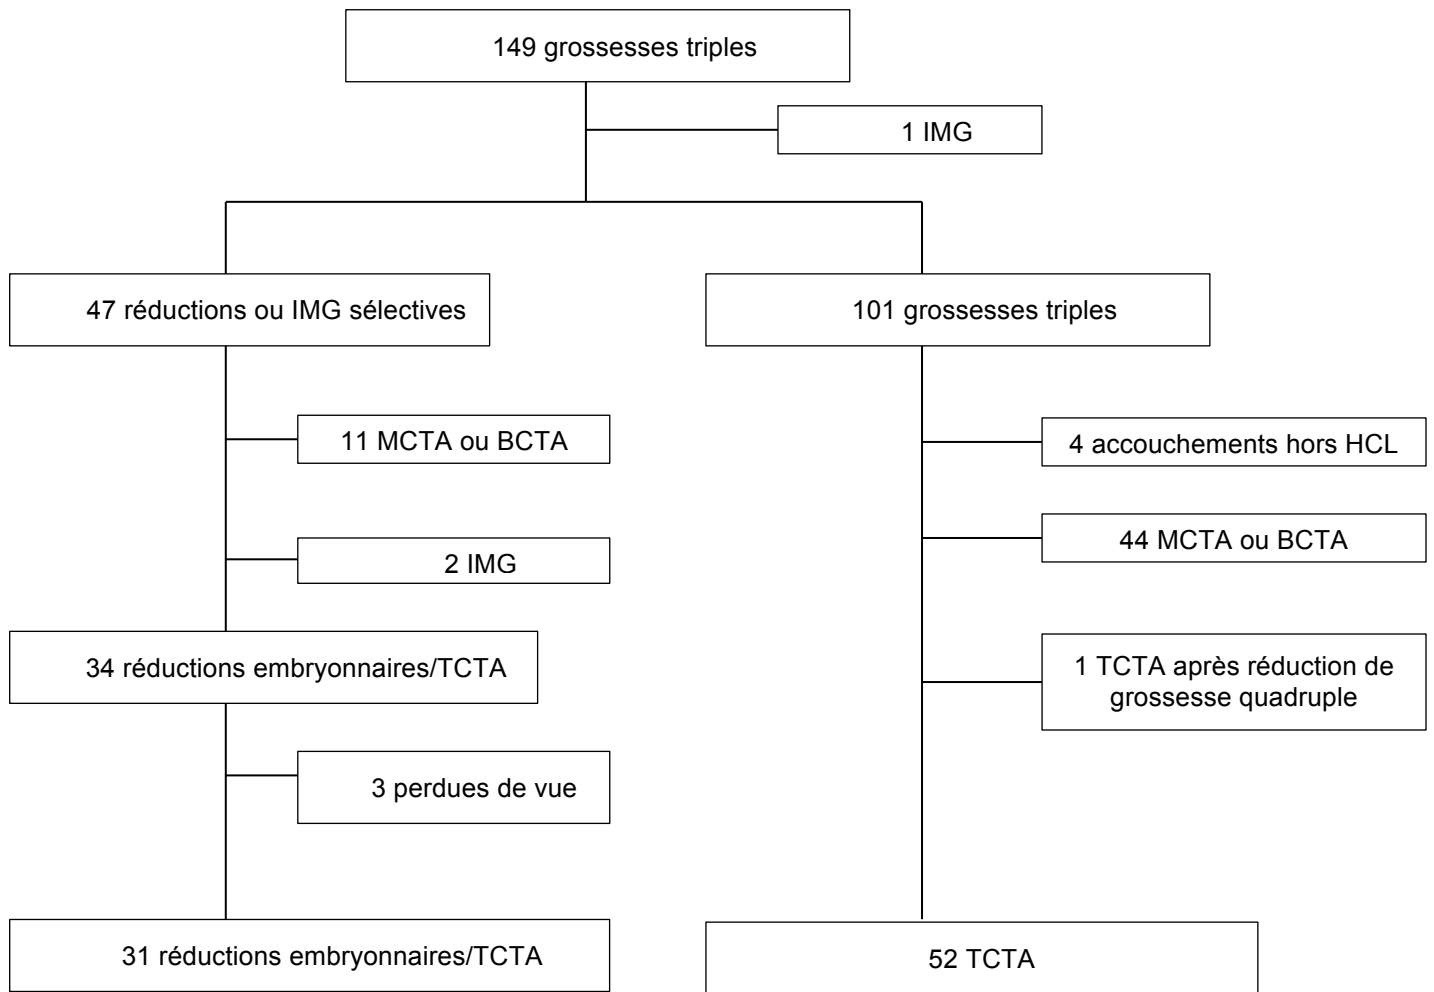 149 grossesses triples
1 IMG
47 réductions ou IMG sélectives
101 grossesses triples
11 MCTA ou BCTA
4 accouchements hors HCL
2 IMG
44 MCTA ou BCTA
34 réductions embryonnaires/TCTA
1 TCTA après réduction de
grossesse quadruple
3 perdues de vue
31 réductions embryonnaires/TCTA
52 TCTA